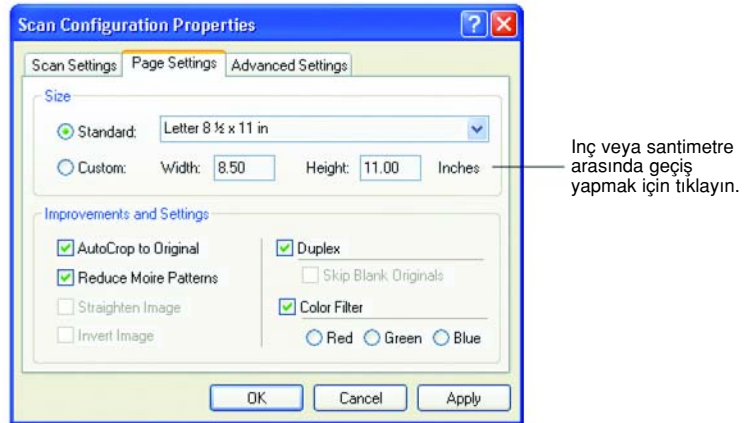 Scan Configuration Properties
Scan Settings Page Settings Advanced Settings
Size
Standard: Letter 8 ½ x 11 in
Custom: Width: 8.50 Height: 11.00 Inches
Inç veya santimetre
arasında geçiş
yapmak için tıklayın.
Improvements and Settings
AutoCrop to Original
Reduce Moire Patterns
Straighten Image
Invert Image
Duplex
Skip Blank Originals
Color Filter
Red Green Blue
OK Cancel Apply